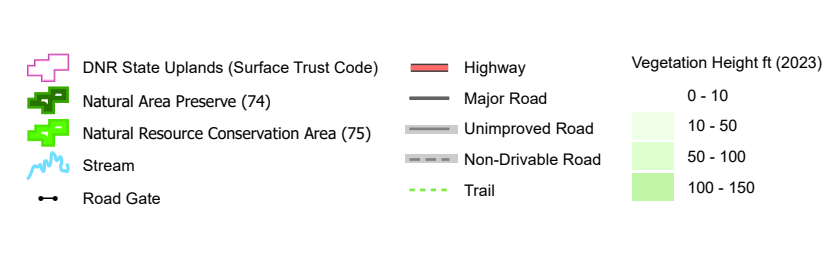 DNR State Uplands (Surface Trust Code)
Natural Area Preserve (74)
Natural Resource Conservation Area (75)
Stream
Road Gate
Highway
Major Road
Unimproved Road
Non-Drivable Road
Trail
Vegetation Height ft (2023)
0 - 10
10 - 50
50 - 100
100 - 150